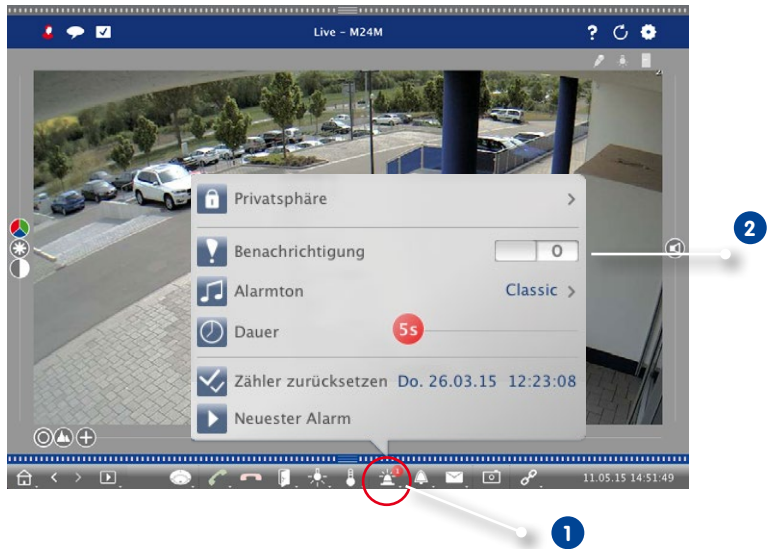 ? 
Live – M24M
Privatsphäre
Benachrichtigung O
Alarmton Classic
Dauer 5s
Zähler zurücksetzen Do. 26.03.15 12:23:08
Neuester Alarm
1
11.05.15 14:51:49
2
1